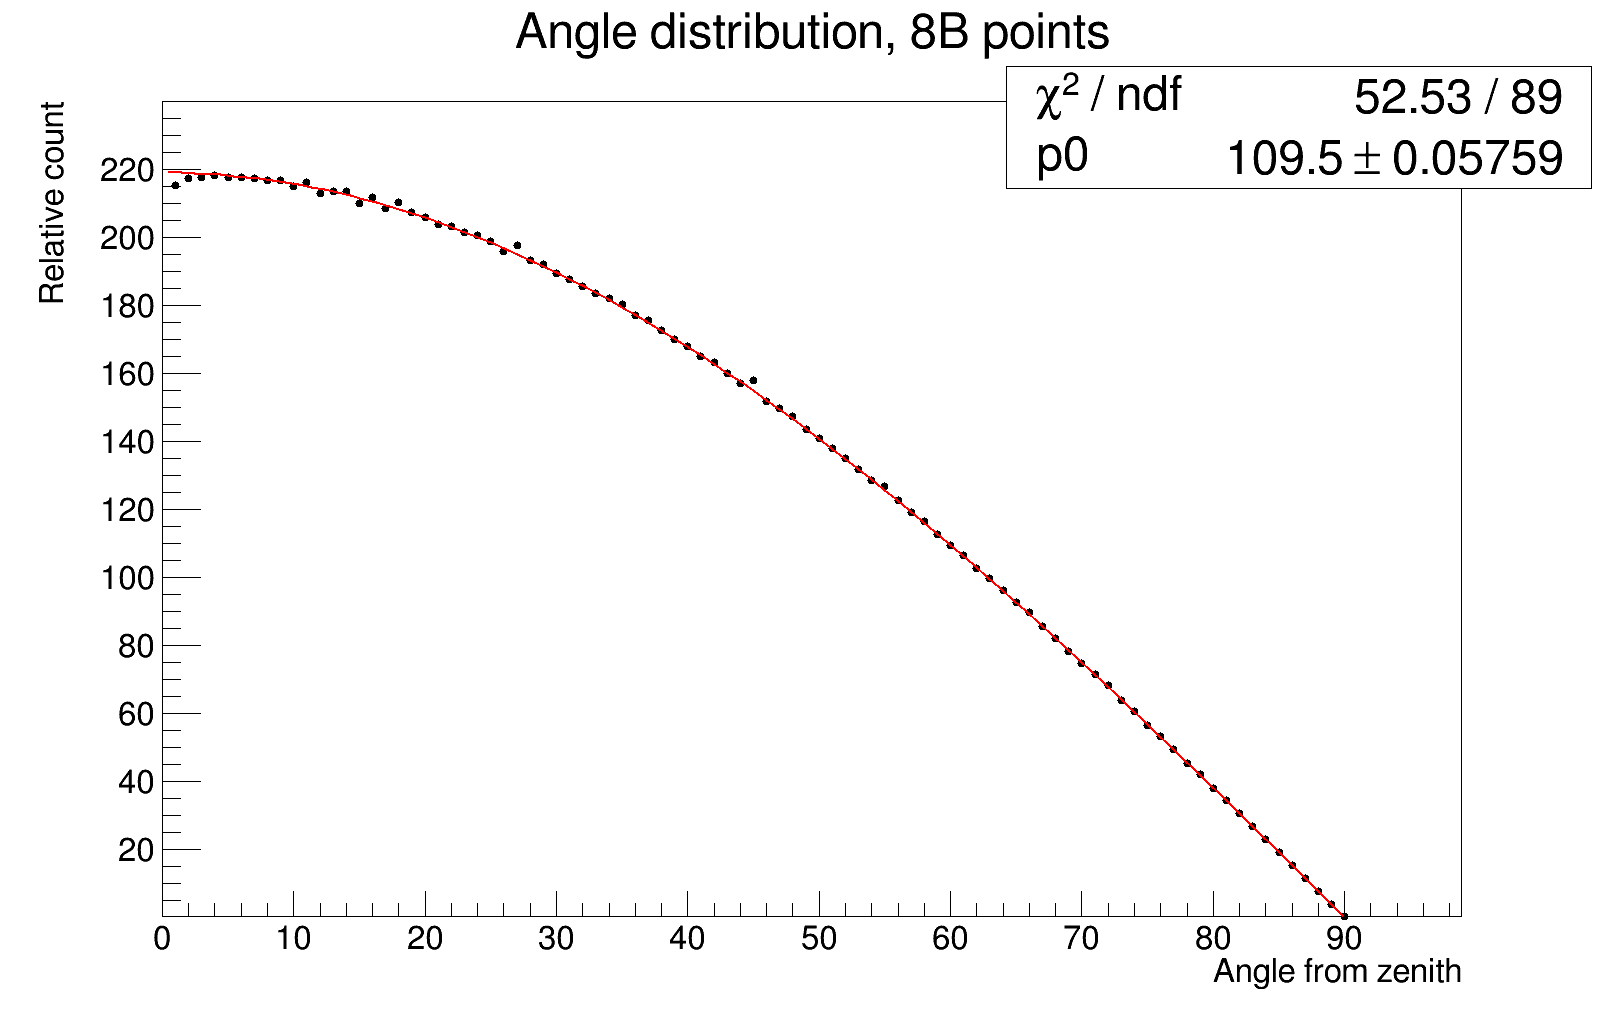 Angle distribution, 8B points
χ² / ndf 52.53 / 89
p0 109.5 ± 0.05759
Relative count
220
200
180
160
140
120
100
80
60
40
20
0 10 20 30 40 50 60 70 80 90
Angle from zenith